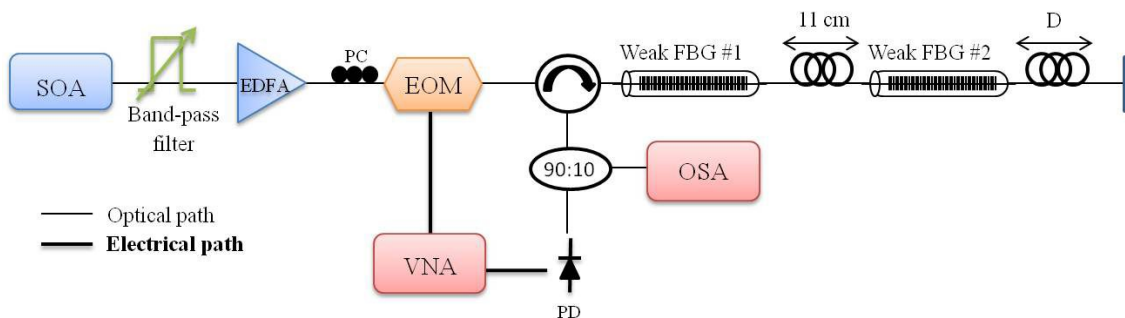 11 cm
D
PC
Weak FBG #1
Weak FBG #2
SOA
EDFA
EOM
Band-pass
filter
90:10
OSA
Optical path
Electrical path
VNA
PD